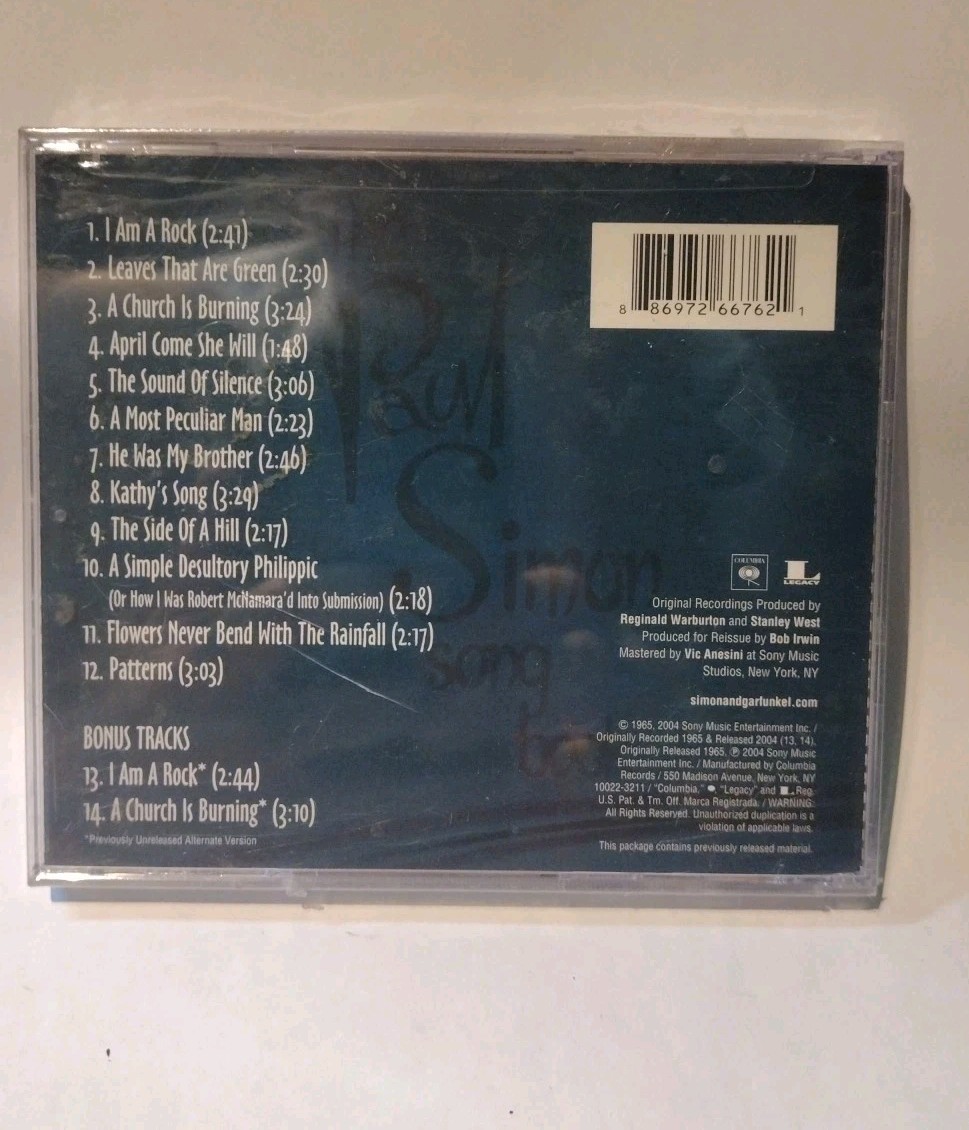 1. I Am A Rock (2:41)
2. Leaves That Are Green (2:30)
3. A Church Is Burning (3:24)
4. April Come She Will (1:48)
5. The Sound Of Silence (3:06)
6. A Most Peculiar Man (2:23)
7. He Was My Brother (2:46)
8. Kathy's Song (3:29)
9. The Side Of A Hill (2:17)
10. A Simple Desultory Philippic
(Or How I Was Robert McNamara'd Into Submission) (2:18)
11. Flowers Never Bend With The Rainfall (2:17)
12. Patterns (3:03)
BONUS TRACKS
13. I Am A Rock* (2:44)
14. A Church Is Burning* (3:10)
*Previously Unreleased Alternate Version
Paul
Simon
song
8 86972 66762 1
COLUMBIA
L
LEGACY
Original Recordings Produced by
Reginald Warburton and Stanley West
Produced for Reissue by Bob Irwin
Mastered by Vic Anesini at Sony Music
Studios, New York, NY
simonandgarfunkel.com
© 1965, 2004 Sony Music Entertainment Inc. /
Originally Recorded 1965 & Released 2004 (13, 14).
Originally Released 1965, ℗ 2004 Sony Music
Entertainment Inc. / Manufactured by Columbia
Records / 550 Madison Avenue, New York, NY
10022-3211 / "Columbia," "Legacy" and L Reg.
U.S. Pat. & Tm. Off. Marca Registrada. / WARNING:
All Rights Reserved. Unauthorized duplication is a
violation of applicable laws.
This package contains previously released material.